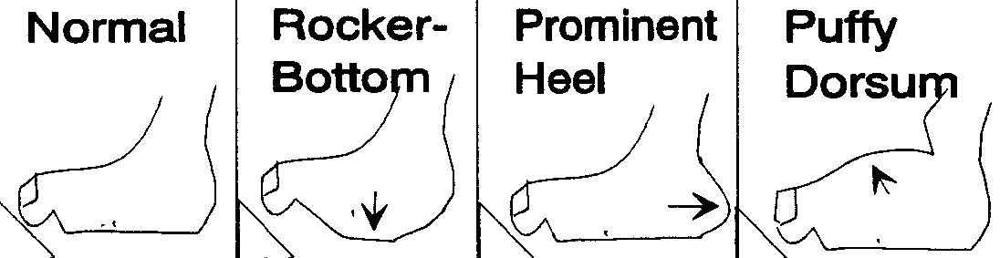 Normal
Rocker-
Bottom
Prominent
Heel
Puffy
Dorsum